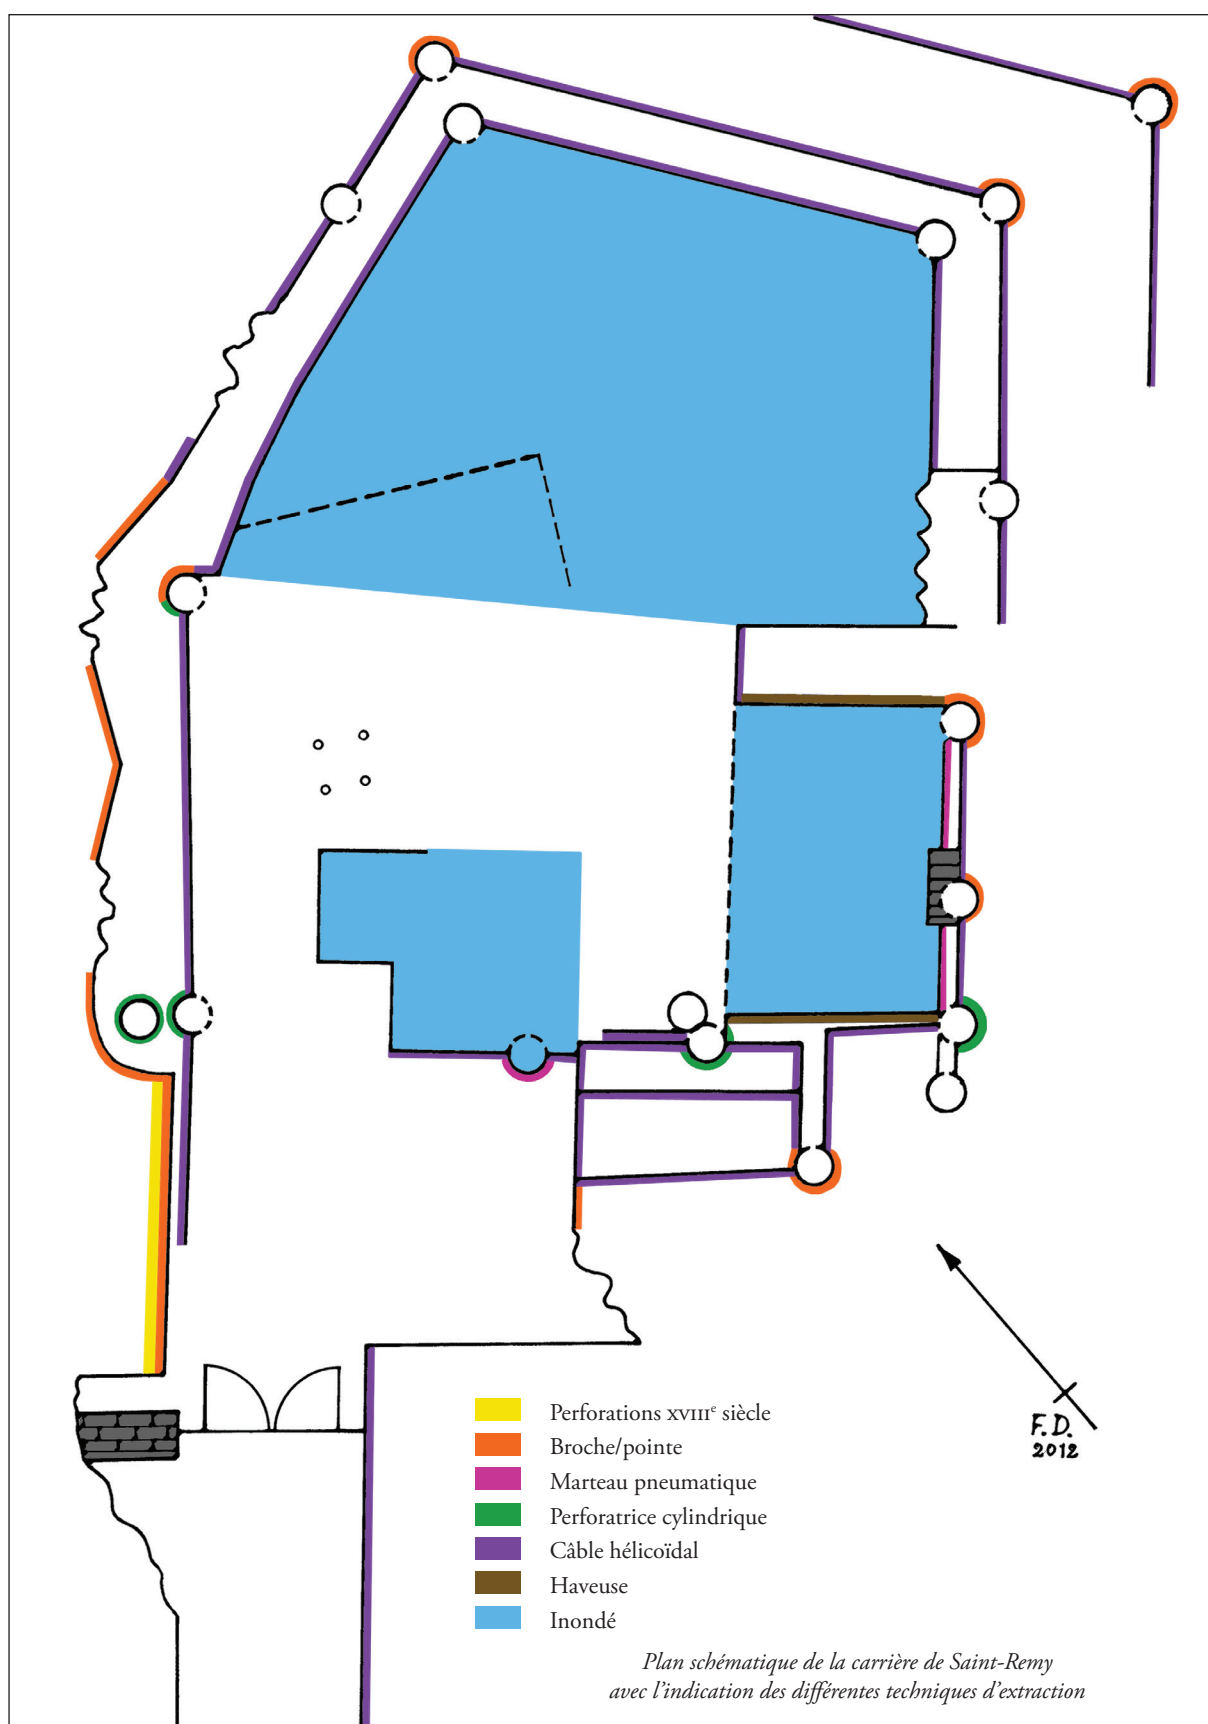 Perforations XVIIIe siècle
Broche/pointe
Marteau pneumatique
Perforatrice cylindrique
Câble hélicoïdal
Haveuse
Inondé
F.D.
2012
Plan schématique de la carrière de Saint-Remy
avec l'indication des différentes techniques d'extraction